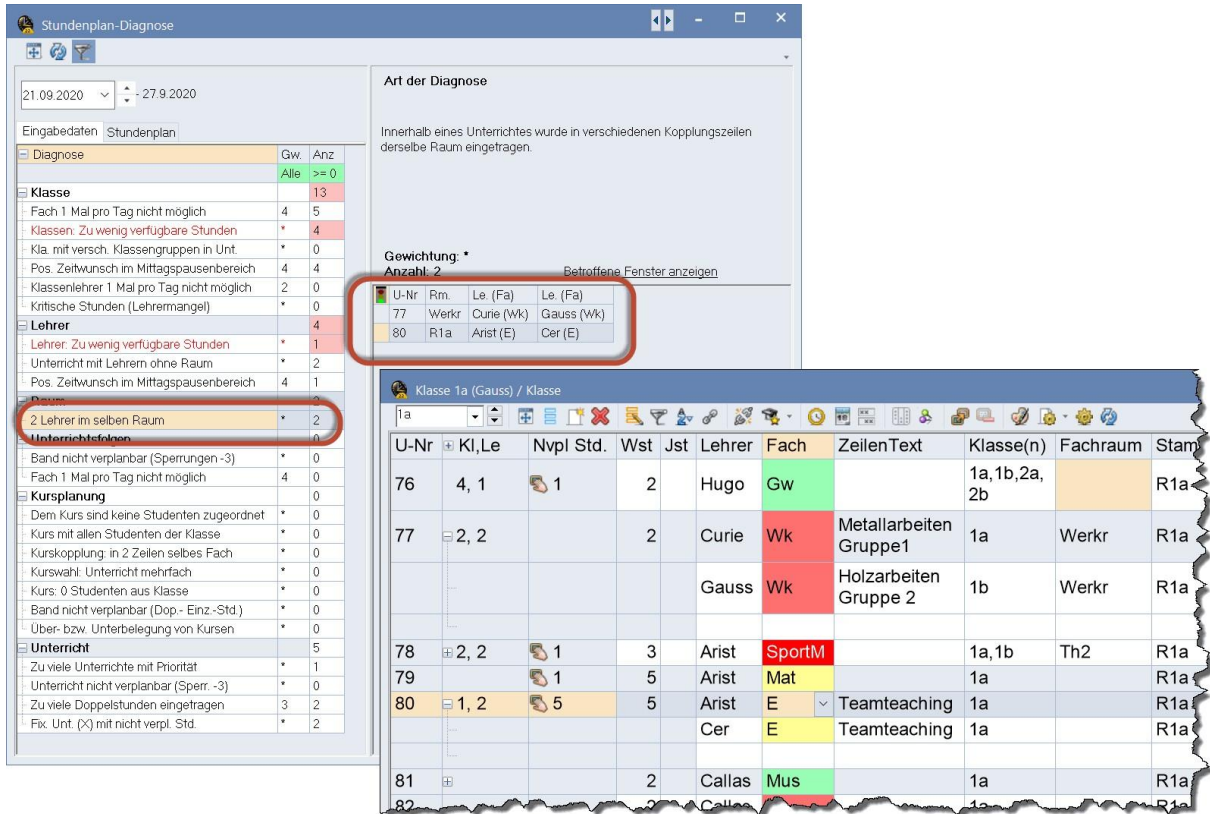 Stundenplan-Diagnose
21.09.2020 - 27.9.2020
Eingabedaten Stundenplan
Diagnose Gw. Anz
Alle >= 0
Klasse 13
Fach 1 Mal pro Tag nicht möglich 4 5
Klassen: Zu wenig verfügbare Stunden * 4
Kla. mit versch. Klassengruppen in Unt. * 0
Pos. Zeitwunsch im Mittagspausenbereich 4 4
Klassenlehrer 1 Mal pro Tag nicht möglich 2 0
Kritische Stunden (Lehrermangel) * 0
Lehrer 4
Lehrer: Zu wenig verfügbare Stunden * 1
Unterricht mit Lehrern ohne Raum * 2
Pos. Zeitwunsch im Mittagspausenbereich 4 1
Raum 2
2 Lehrer im selben Raum * 2
Unterrichtsfolgen 0
Band nicht verplanbar (Sperrungen -3) * 0
Fach 1 Mal pro Tag nicht möglich 4 0
Kursplanung 0
Dem Kurs sind keine Studenten zugeordnet * 0
Kurs mit allen Studenten der Klasse * 0
Kurskopplung: in 2 Zeilen selbes Fach * 0
Kurswahl: Unterricht mehrfach * 0
Kurs: 0 Studenten aus Klasse * 0
Band nicht verplanbar (Dop.- Einz.-Std.) * 0
Über- bzw. Unterbelegung von Kursen * 0
Unterricht 5
Zu viele Unterrichte mit Priorität * 1
Unterricht nicht verplanbar (Sperr. -3) * 0
Zu viele Doppelstunden eingetragen 3 2
Fix. Unt. (X) mit nicht verpl. Std. * 2
Art der Diagnose
Innerhalb eines Unterrichtes wurde in verschiedenen Kopplungszeilen
derselbe Raum eingetragen.
Gewichtung: *
Anzahl: 2 Betroffene Fenster anzeigen
U-Nr Rm. Le. (Fa) Le. (Fa)
77 Werkr Curie (Wk) Gauss (Wk)
80 R1a Arist (E) Cer (E)
Klasse 1a (Gauss) / Klasse
1a
U-Nr Kl,Le Nvpl Std. Wst Jst Lehrer Fach ZeilenText Klasse(n) Fachraum Stam
76 4, 1 1 2 Hugo Gw 1a,1b,2a, R1a
2b
77 2, 2 2 Curie Wk Metallarbeiten 1a Werkr R1a
Gruppe1
Gauss Wk Holzarbeiten 1b Werkr R1a
Gruppe 2
78 2, 2 1 3 Arist SportM 1a,1b Th2 R1a
79 1 5 Arist Mat 1a R1a
80 1, 2 5 5 Arist E Teamteaching 1a R1a
Cer E Teamteaching 1a R1a
81 2 Callas Mus 1a R1a
82 2 Callas 1a R1a